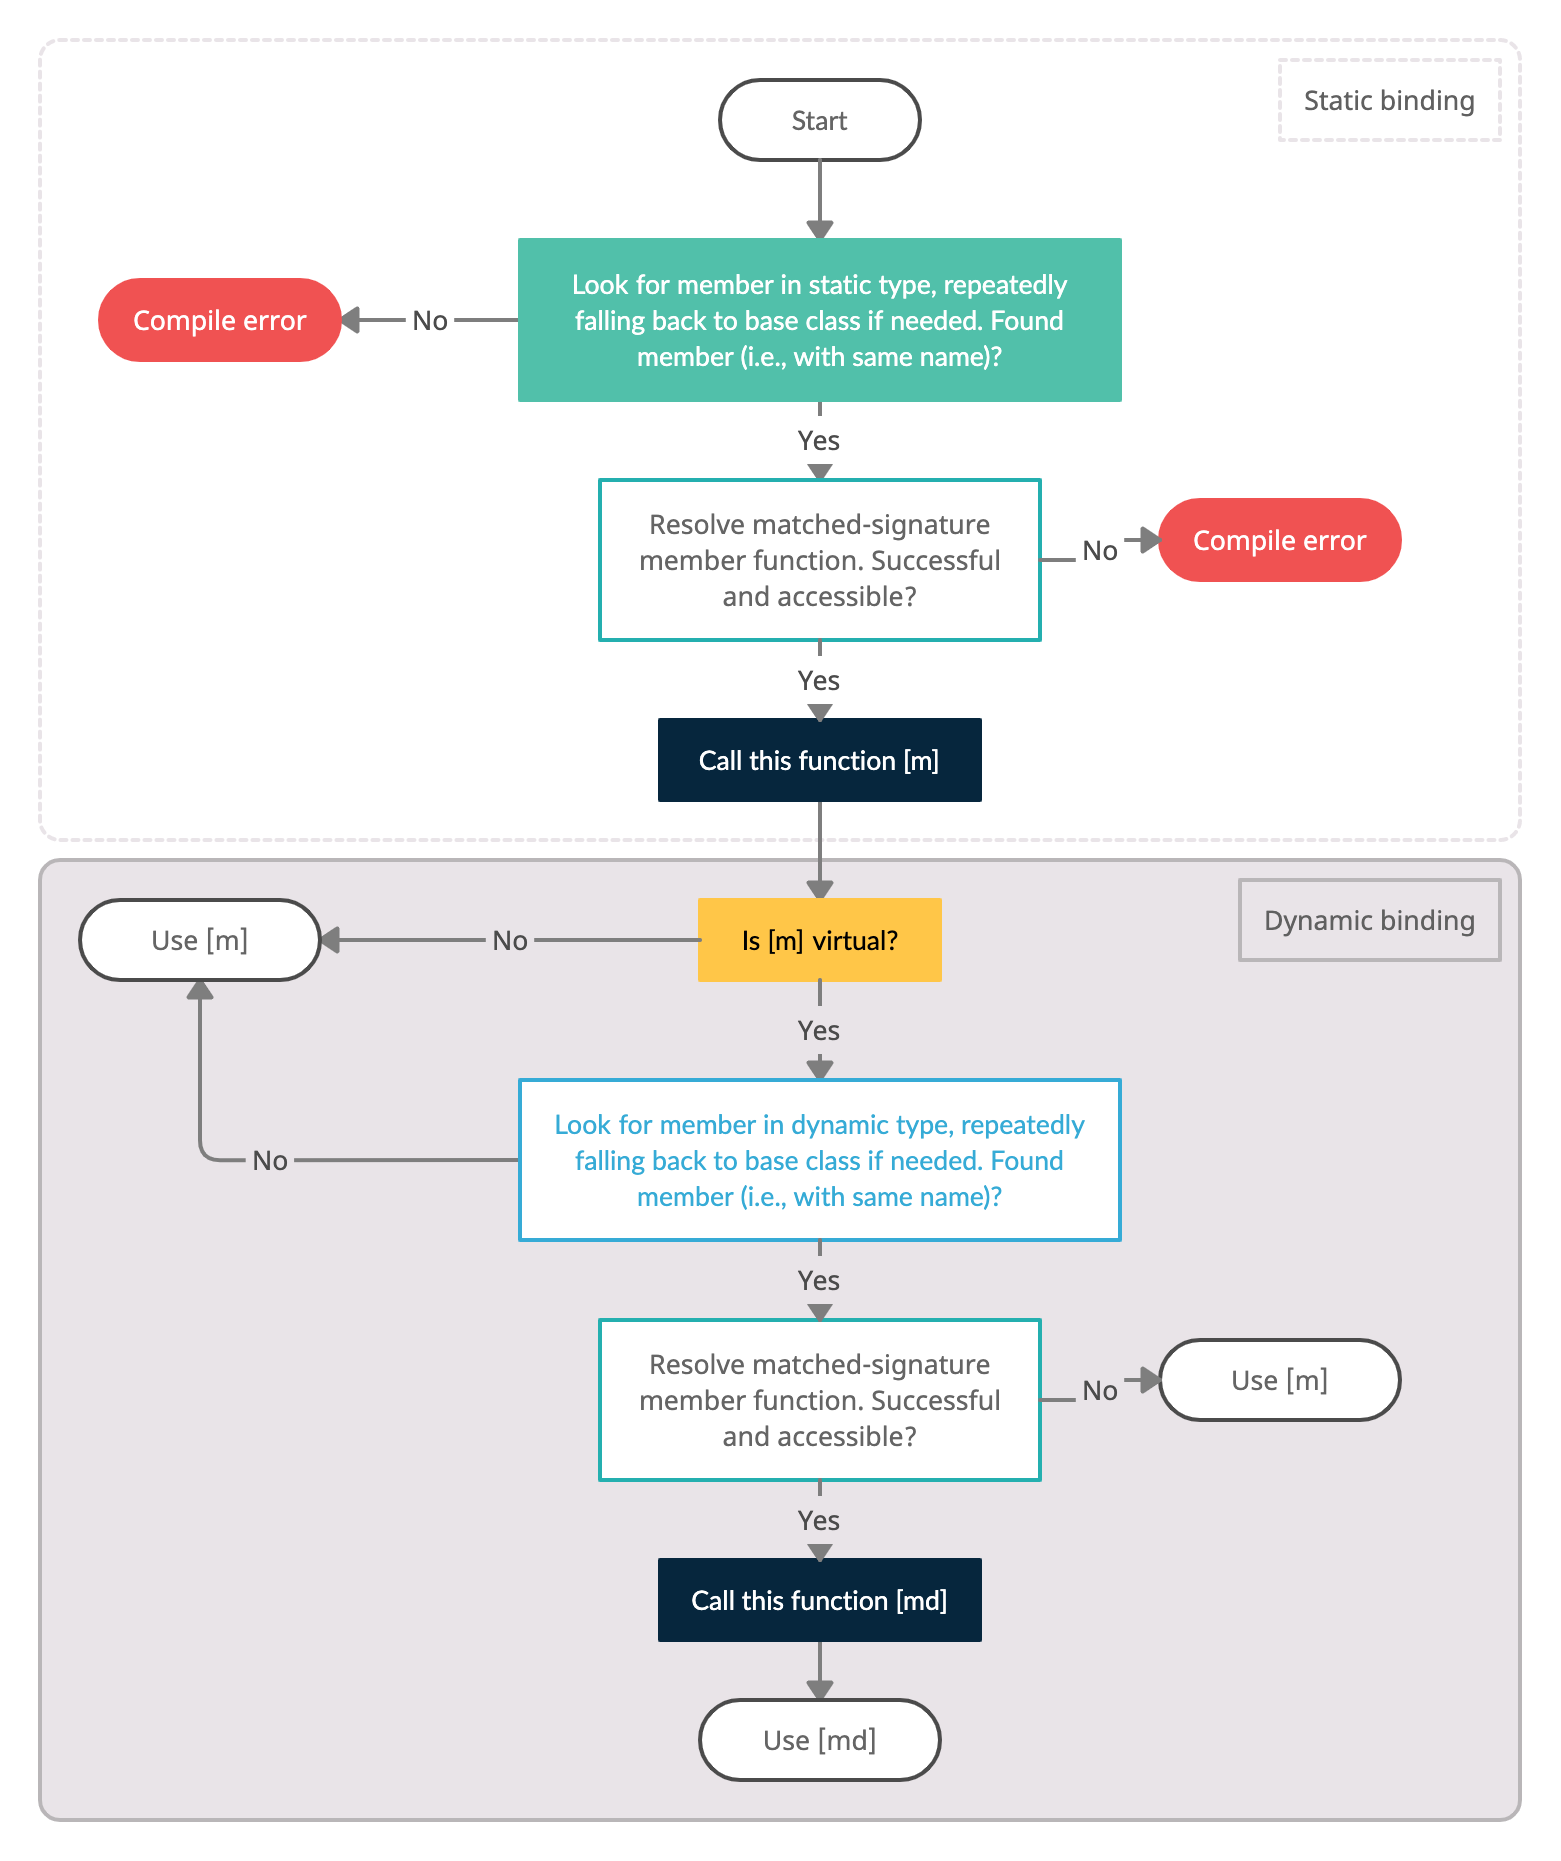 Static binding
Start
Look for member in static type, repeatedly
falling back to base class if needed. Found
member (i.e., with same name)?
No
Compile error
Yes
Resolve matched-signature
member function. Successful
and accessible?
No
Compile error
Yes
Call this function [m]
Dynamic binding
Is [m] virtual?
No
Use [m]
Yes
Look for member in dynamic type, repeatedly
falling back to base class if needed. Found
member (i.e., with same name)?
No
Yes
Resolve matched-signature
member function. Successful
and accessible?
No
Use [m]
Yes
Call this function [md]
Use [md]